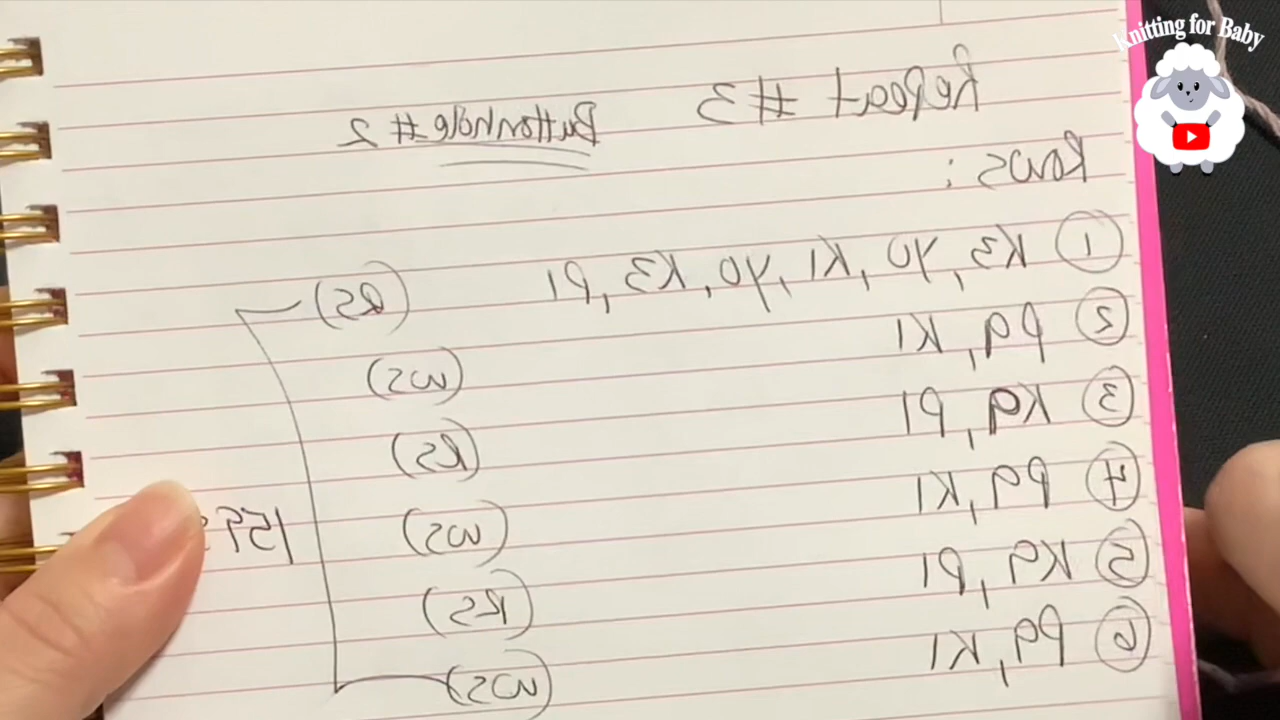 Knitting for Baby
Repeat #3
Buttonhole #2
Rows:
① K3, yo, K1, yo, K3, p1 (RS)
② p9, K1 (WS)
③ K9, p1 (RS)
④ p9, K1 (WS)
⑤ K9, p1 (RS)
⑥ p9, K1 (WS)